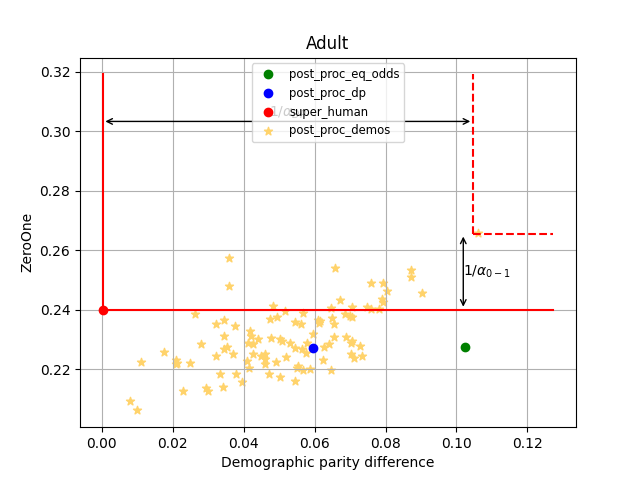 Adult
0.32
0.30
0.28
0.26
0.24
0.22
ZeroOne
post_proc_eq_odds
post_proc_dp
super_human
post_proc_demos
1/α₀₋₁
0.00 0.02 0.04 0.06 0.08 0.10 0.12
Demographic parity difference